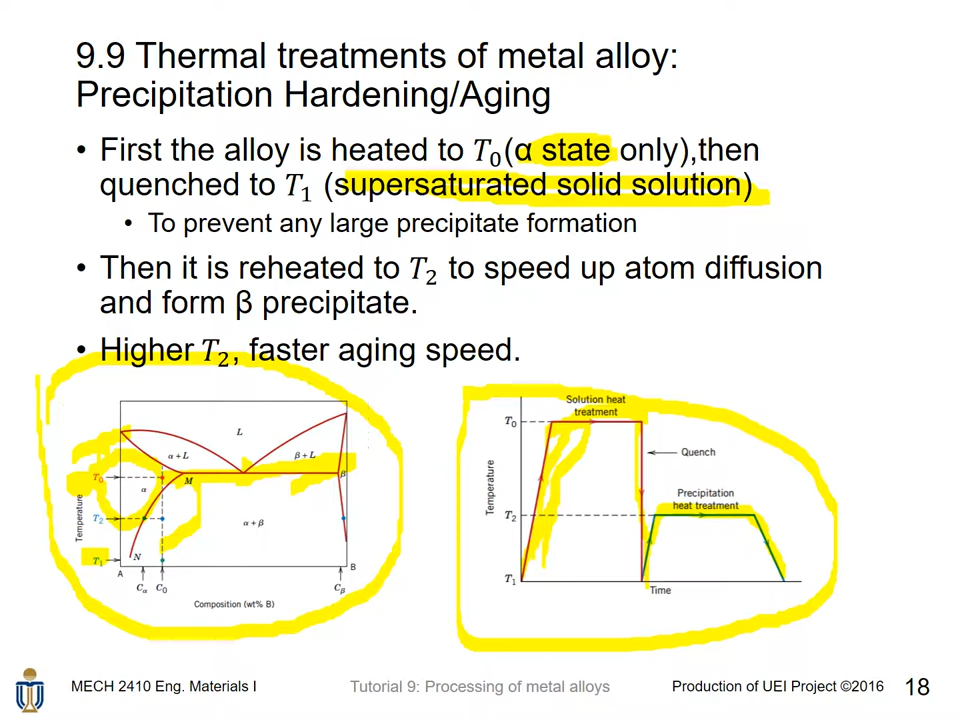 9.9 Thermal treatments of metal alloy:
Precipitation Hardening/Aging
• First the alloy is heated to T₀(α state only),then
quenched to T₁ (supersaturated solid solution)
• To prevent any large precipitate formation
• Then it is reheated to T₂ to speed up atom diffusion
and form β precipitate.
• Higher T₂, faster aging speed.
L
α + L
β + L
β
M
T₀
α
T₂
α + β
Temperature
N
T₁
A
B
Cα
C₀
Cβ
Composition (wt% B)
Solution heat
treatment
T₀
Quench
Temperature
Precipitation
heat treatment
T₂
T₁
Time
MECH 2410 Eng. Materials I
Tutorial 9: Processing of metal alloys
Production of UEI Project ©2016
18